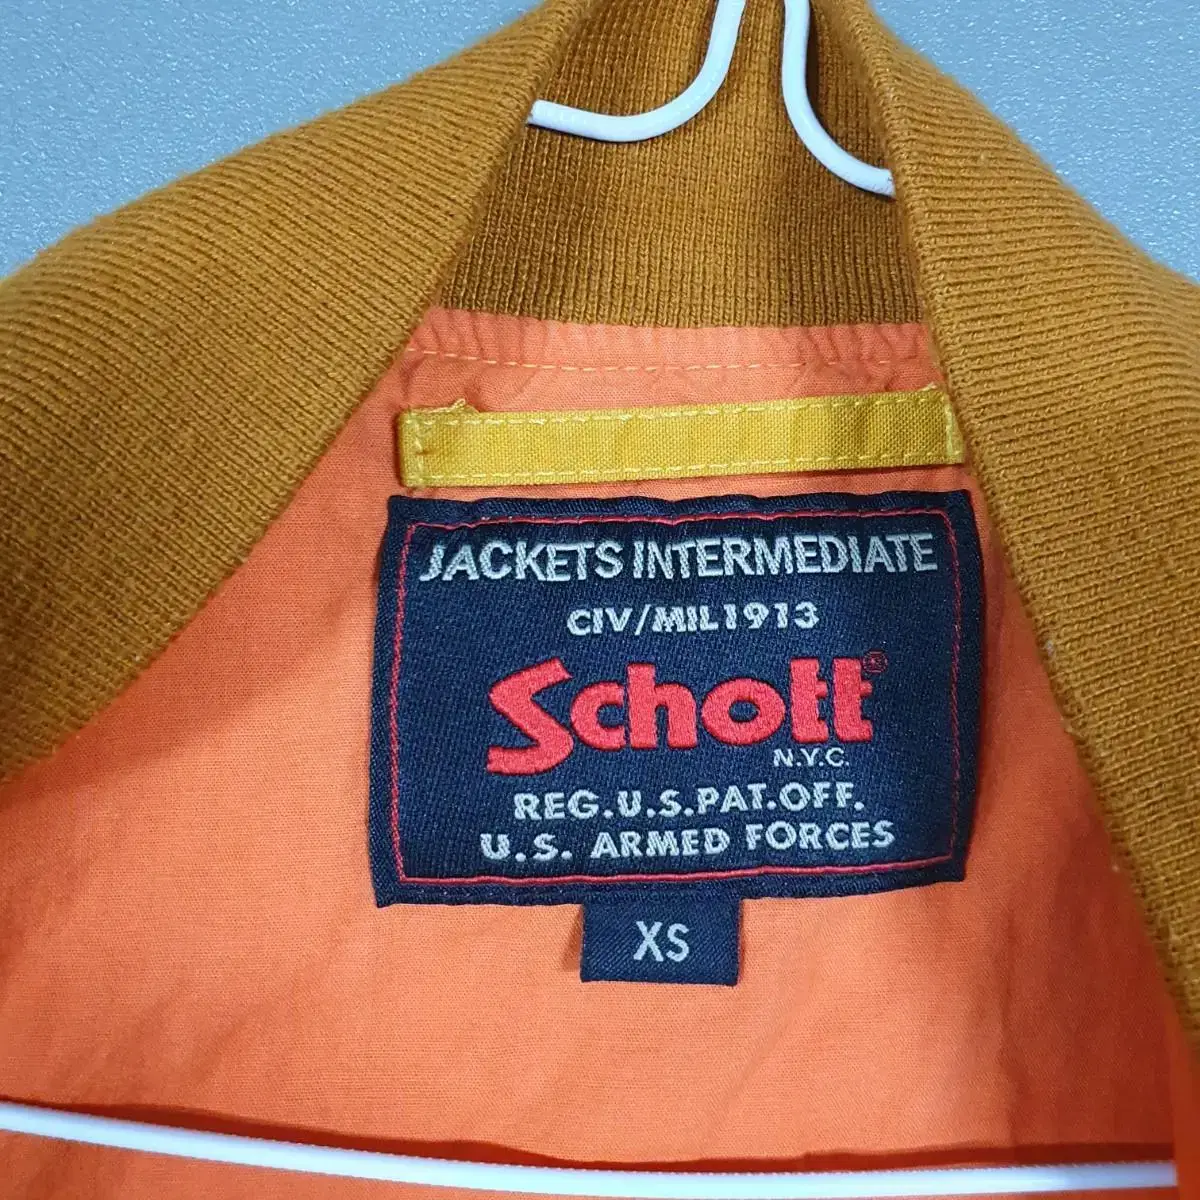 JACKETS INTERMEDIATE
CIV/MIL1913
Schott®
N.Y.C.
REG.U.S.PAT.OFF.
U.S. ARMED FORCES
XS